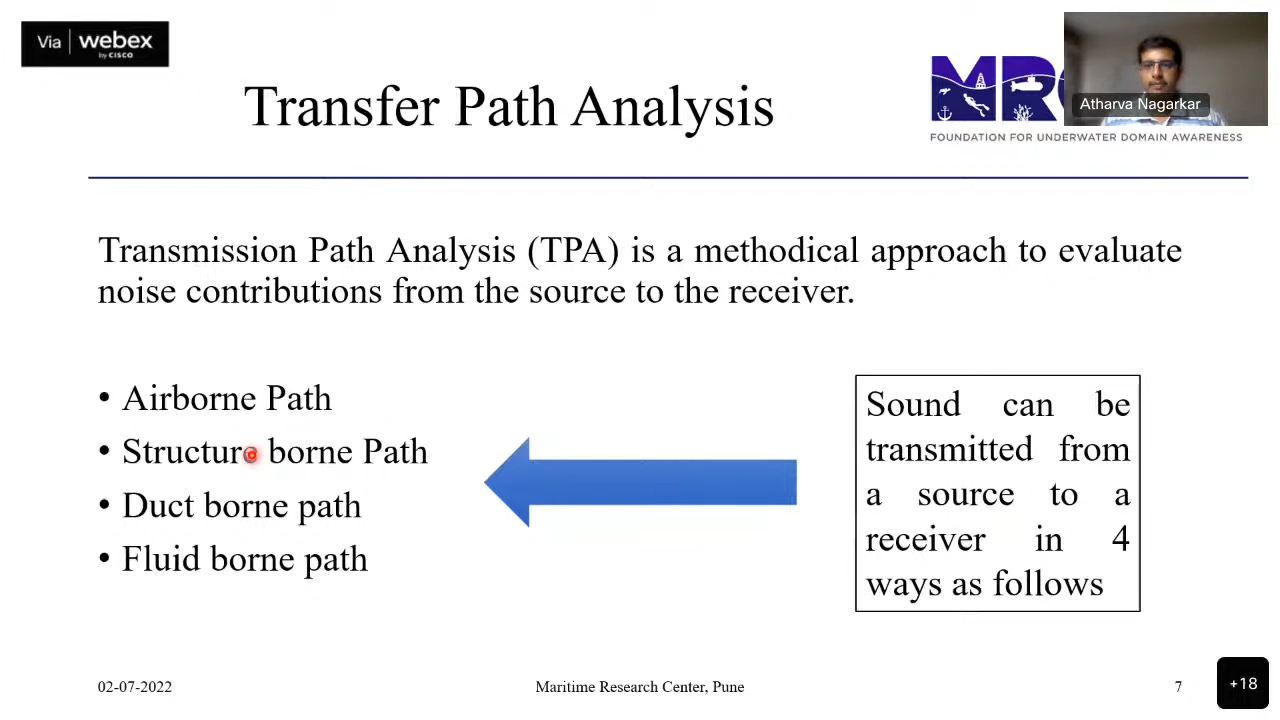 Via webex
by CISCO
Transfer Path Analysis
Atharva Nagarkar
FOUNDATION FOR UNDERWATER DOMAIN AWARENESS
Transmission Path Analysis (TPA) is a methodical approach to evaluate
noise contributions from the source to the receiver.
• Airborne Path
• Structure borne Path
• Duct borne path
• Fluid borne path
Sound can be
transmitted from
a source to a
receiver in 4
ways as follows
02-07-2022
Maritime Research Center, Pune
7
+18